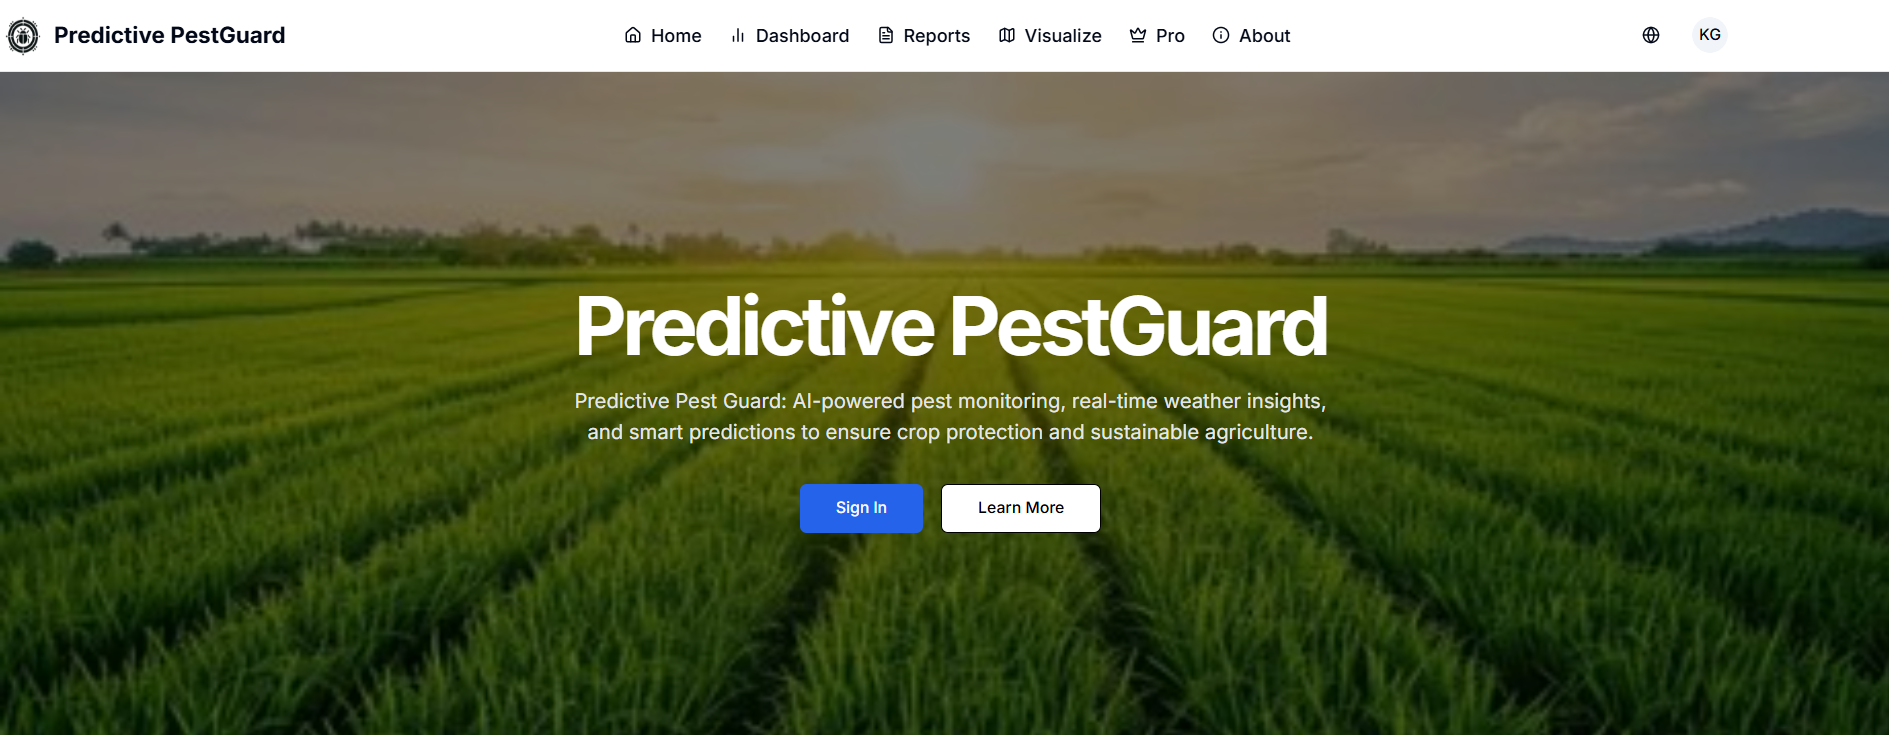 Predictive PestGuard
Home Dashboard Reports Visualize Pro About
KG
Predictive PestGuard
Predictive Pest Guard: AI-powered pest monitoring, real-time weather insights,
and smart predictions to ensure crop protection and sustainable agriculture.
Sign In Learn More